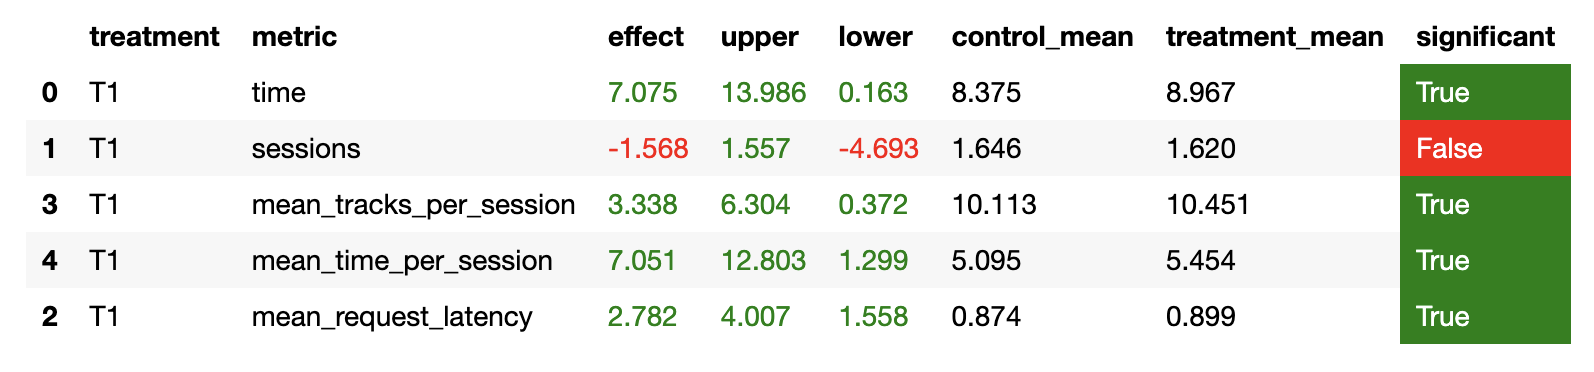 treatment metric effect upper lower control_mean treatment_mean significant
0 T1 time 7.075 13.986 0.163 8.375 8.967 True
1 T1 sessions -1.568 1.557 -4.693 1.646 1.620 False
3 T1 mean_tracks_per_session 3.338 6.304 0.372 10.113 10.451 True
4 T1 mean_time_per_session 7.051 12.803 1.299 5.095 5.454 True
2 T1 mean_request_latency 2.782 4.007 1.558 0.874 0.899 True